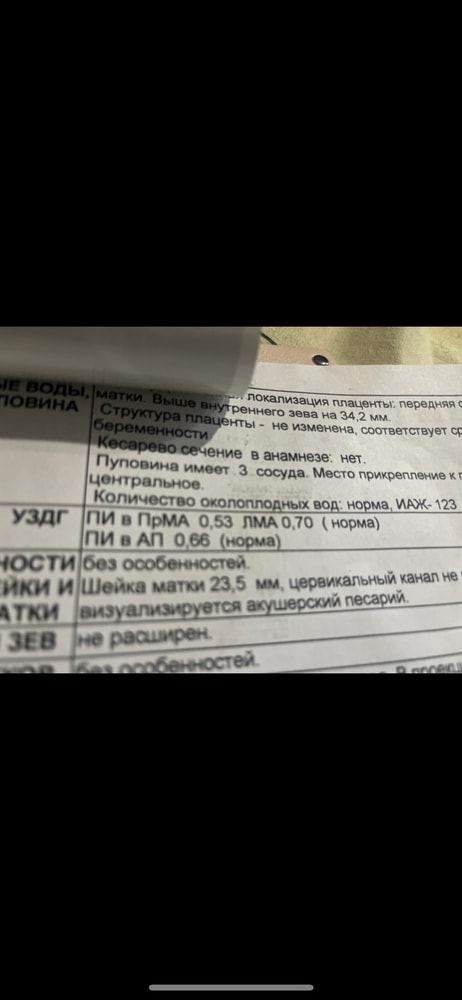 ЫЕ ВОДЫ,
ПОВИНА
локализация плаценты: передняя с
матки. Выше внутреннего зева на 34,2 мм.
Структура плаценты - не изменена, соответствует ср
беременности
Кесарево сечение в анамнезе: нет.
Пуповина имеет 3 сосуда. Место прикрепление к п
центральное.
Количество околоплодных вод: норма, ИАЖ- 123
УЗДГ ПИ в ПрМА 0,53 ЛМА 0,70 ( норма)
ПИ в АП 0,66 (норма)
НОСТИ без особенностей.
ЕЙКИ И Шейка матки 23,5 мм, цервикальный канал не
АТКИ визуализируется акушерский песарий.
ЗЕВ не расширен.
без особенностей.